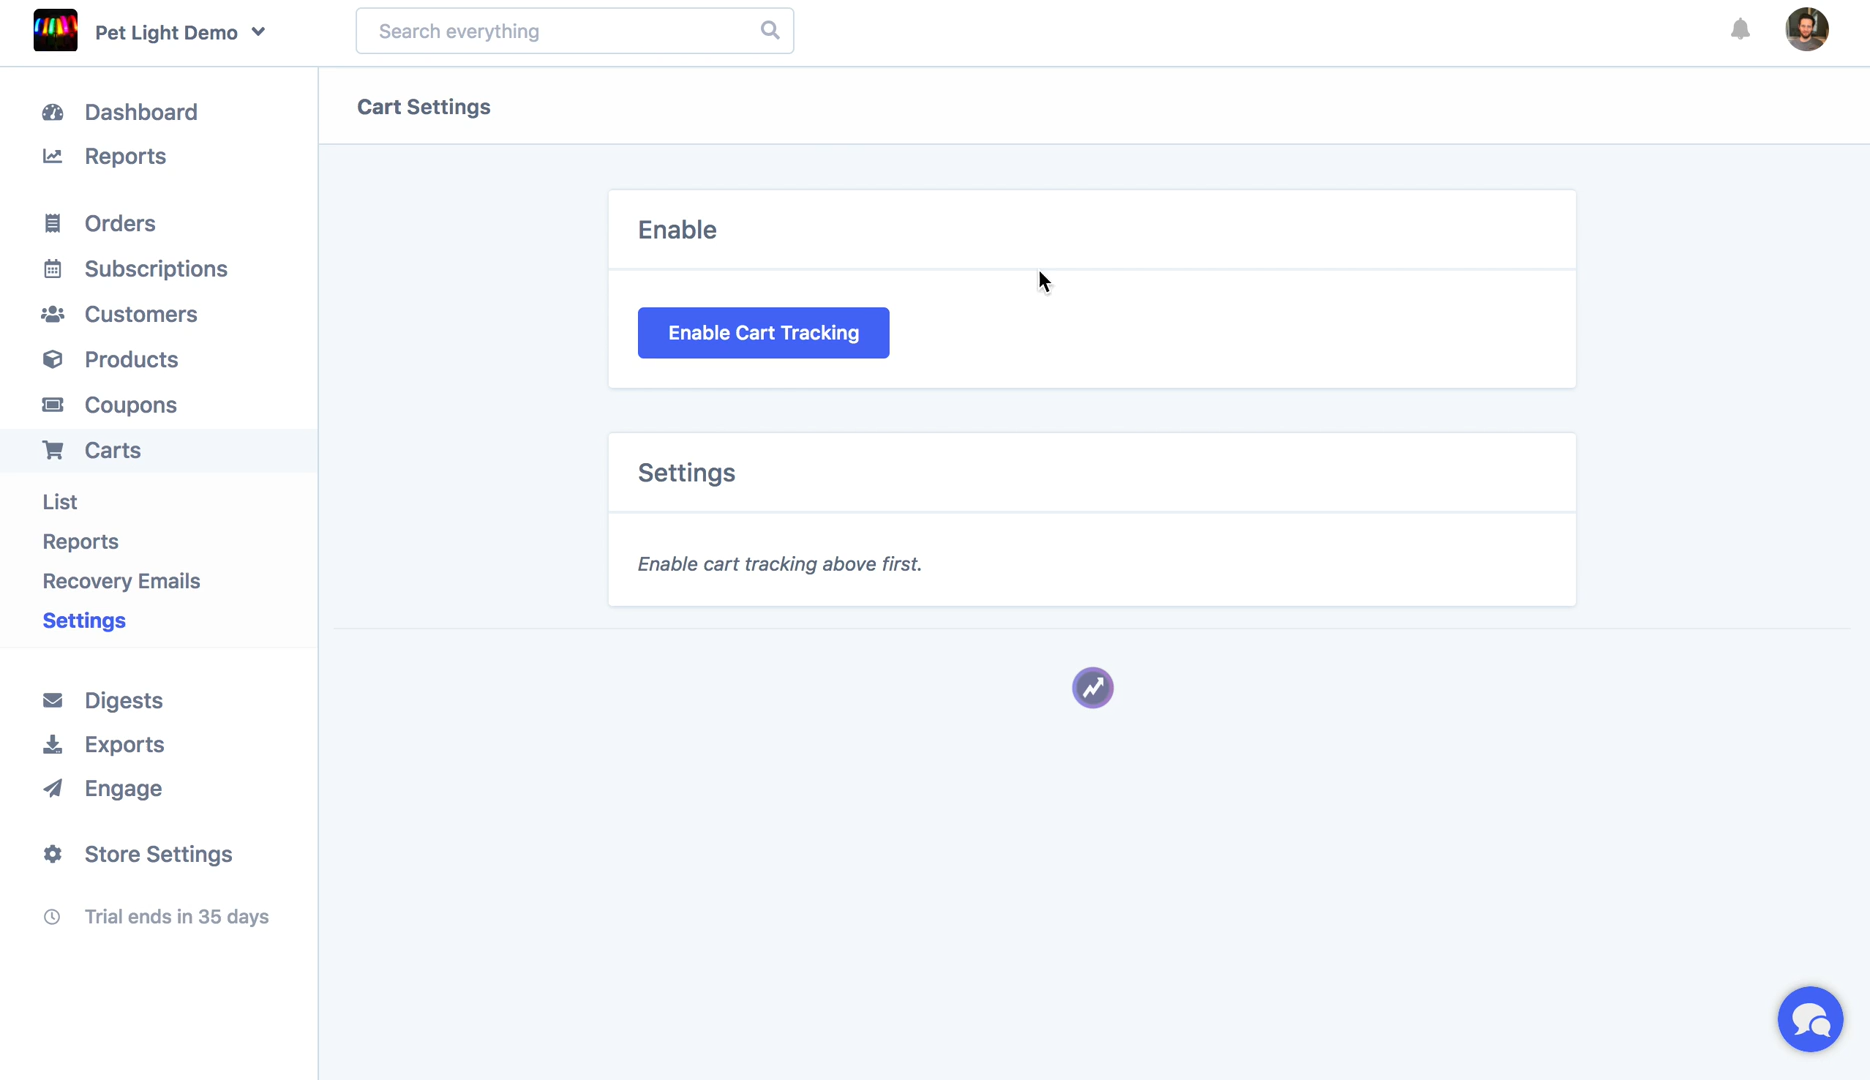 Pet Light Demo
Search everything
Dashboard
Reports
Orders
Subscriptions
Customers
Products
Coupons
Carts
List
Reports
Recovery Emails
Settings
Digests
Exports
Engage
Store Settings
Trial ends in 35 days
Cart Settings
Enable
Enable Cart Tracking
Settings
Enable cart tracking above first.